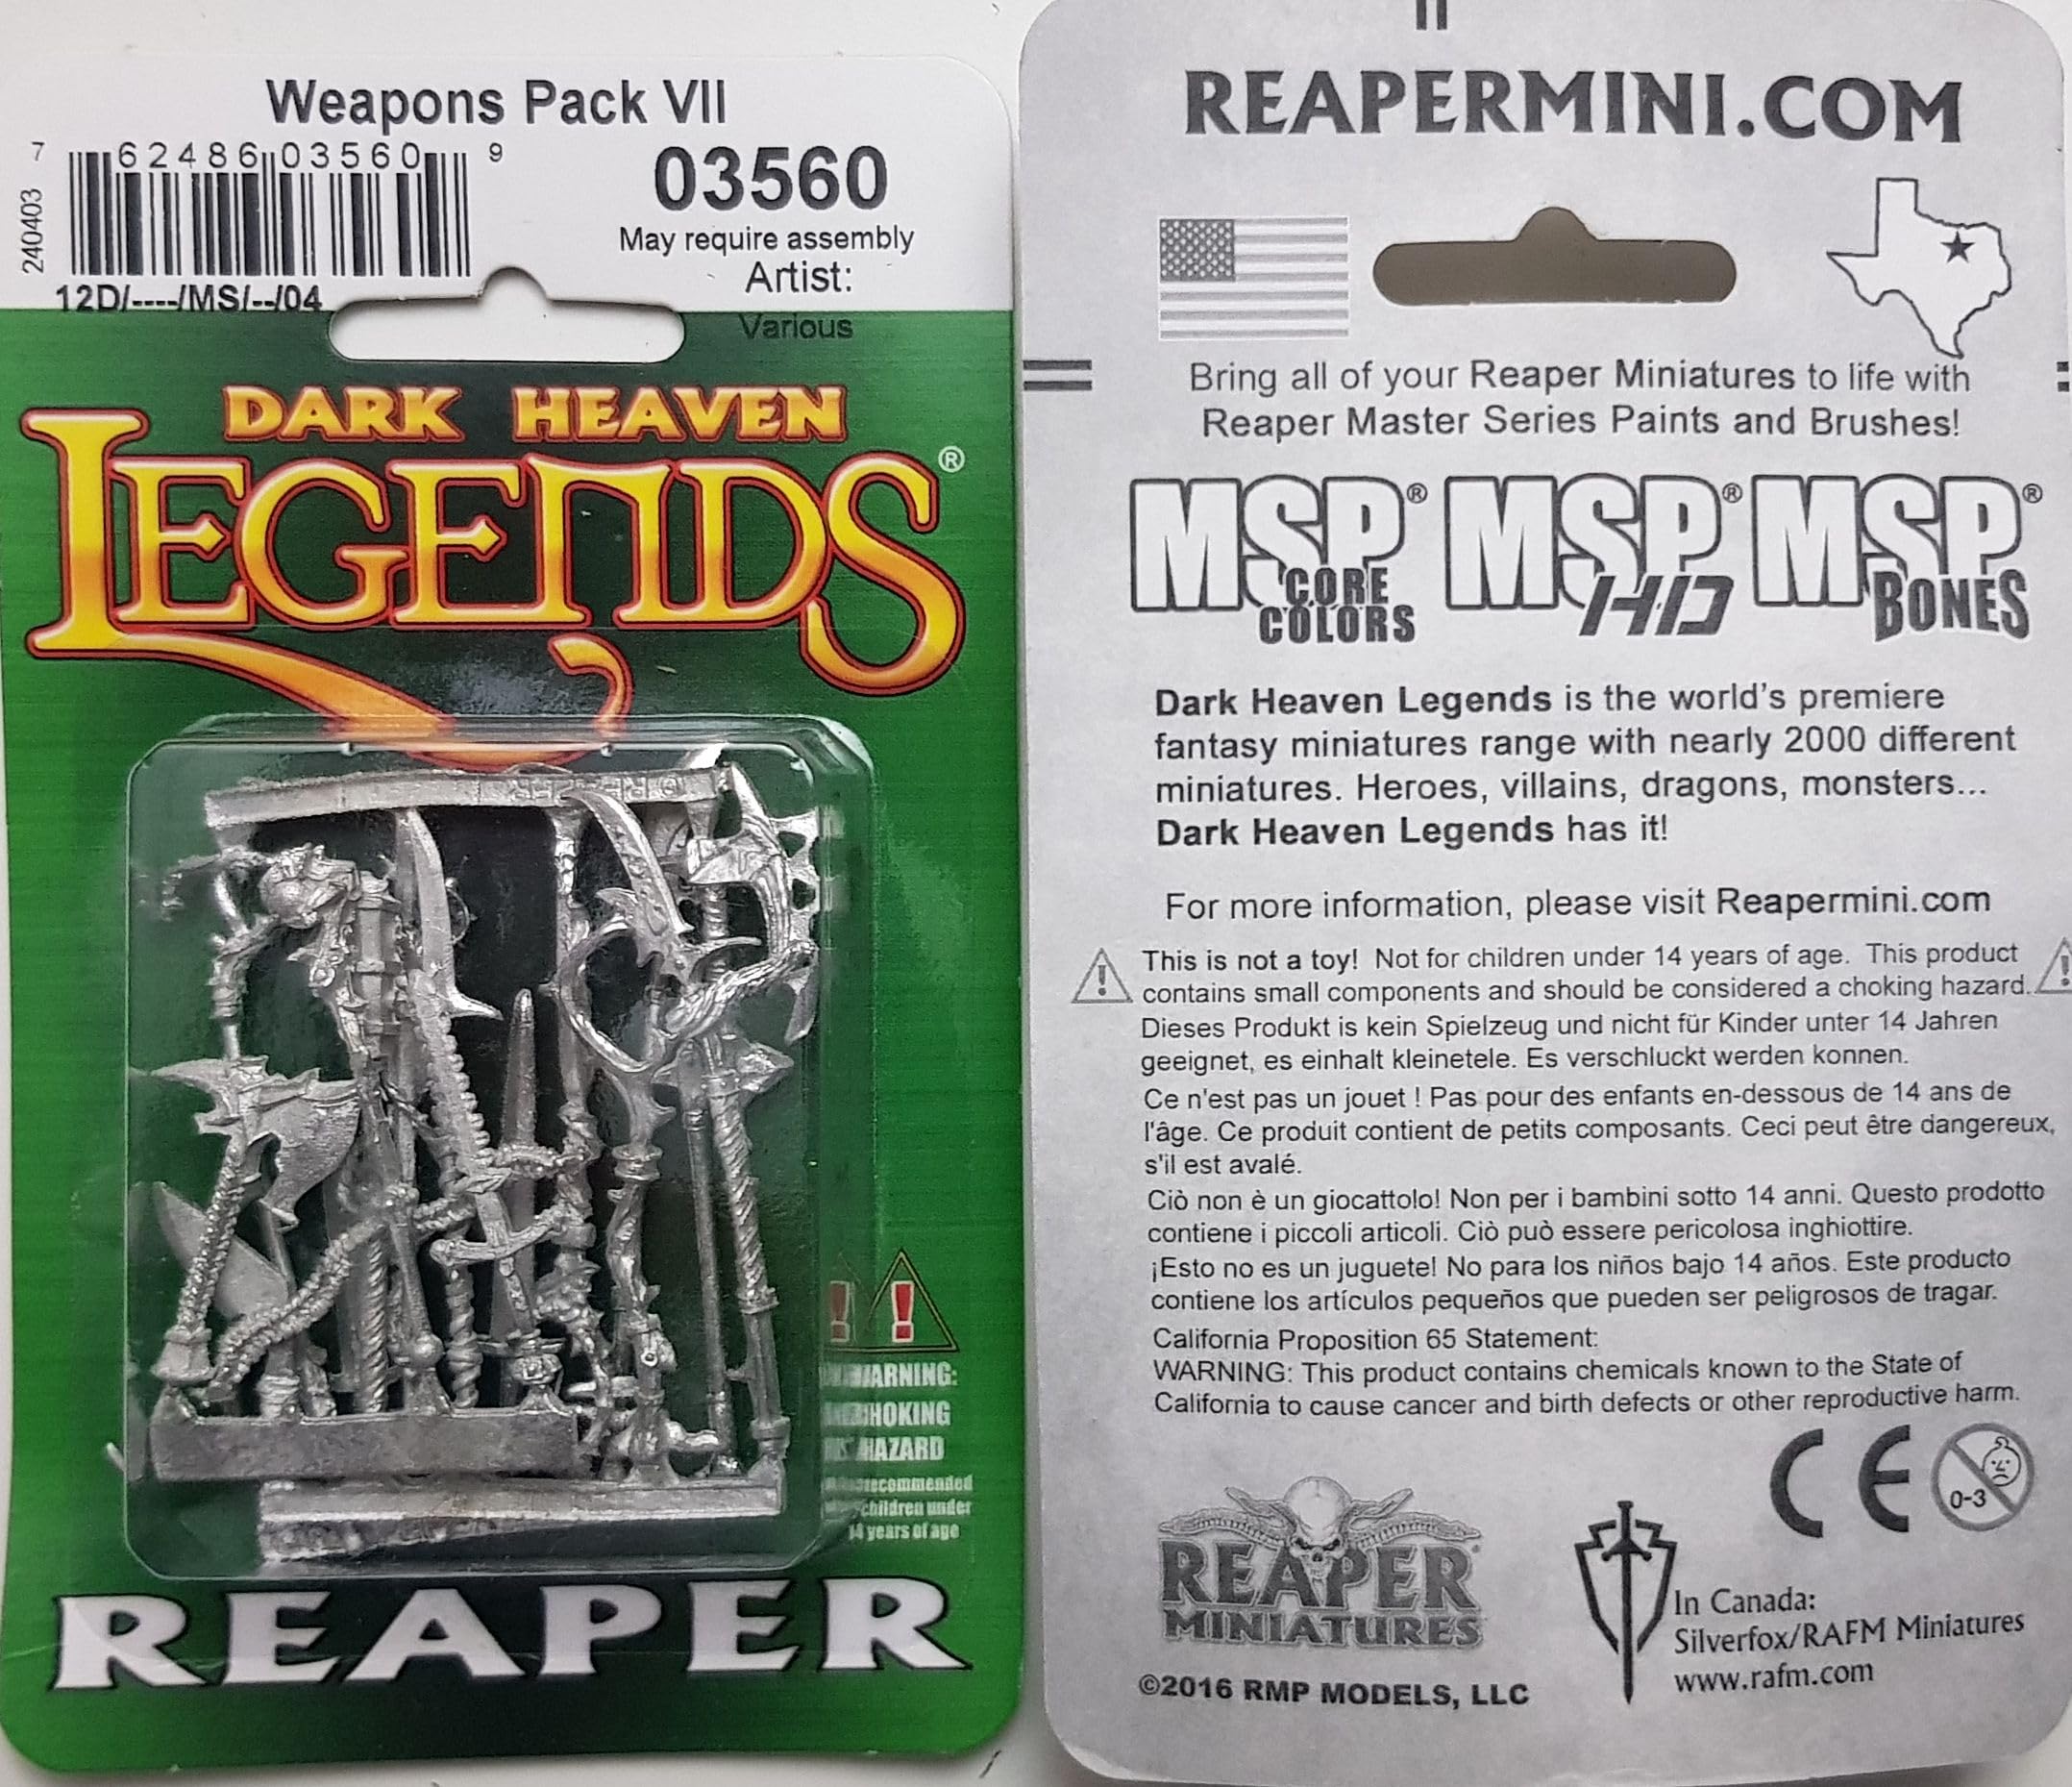 Weapons Pack VII
7 62486 03560 9
240403
03560
May require assembly
Artist:
Various
12D/----/MS/--/04
DARK HEAVEN
LEGENDS®
WARNING:
CHOKING
HAZARD
recommended
children under
14 years of age
REAPER
REAPERMINI.COM
Bring all of your Reaper Miniatures to life with
Reaper Master Series Paints and Brushes!
MSP® CORE COLORS
MSP® HD
MSP® BONES
Dark Heaven Legends is the world's premiere
fantasy miniatures range with nearly 2000 different
miniatures. Heroes, villains, dragons, monsters...
Dark Heaven Legends has it!
For more information, please visit Reapermini.com
This is not a toy! Not for children under 14 years of age. This product
contains small components and should be considered a choking hazard.
Dieses Produkt is kein Spielzeug und nicht für Kinder unter 14 Jahren
geeignet, es einhalt kleinetele. Es verschluckt werden konnen.
Ce n'est pas un jouet ! Pas pour des enfants en-dessous de 14 ans de
l'âge. Ce produit contient de petits composants. Ceci peut être dangereux,
s'il est avalé.
Ciò non è un giocattolo! Non per i bambini sotto 14 anni. Questo prodotto
contiene i piccoli articoli. Ciò può essere pericolosa inghiottire.
¡Esto no es un juguete! No para los niños bajo 14 años. Este producto
contiene los artículos pequeños que pueden ser peligrosos de tragar.
California Proposition 65 Statement:
WARNING: This product contains chemicals known to the State of
California to cause cancer and birth defects or other reproductive harm.
CE
0-3
REAPER
MINIATURES
©2016 RMP MODELS, LLC
In Canada:
Silverfox/RAFM Miniatures
www.rafm.com